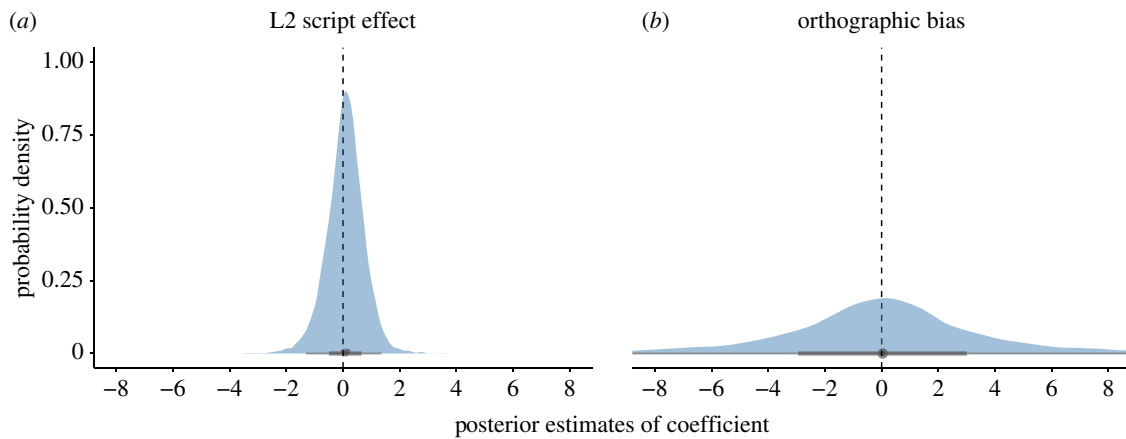 (a) L2 script effect
(b) orthographic bias
probability density
1.00
0.75
0.50
0.25
0
−8 −6 −4 −2 0 2 4 6 8
−8 −6 −4 −2 0 2 4 6 8
posterior estimates of coefficient